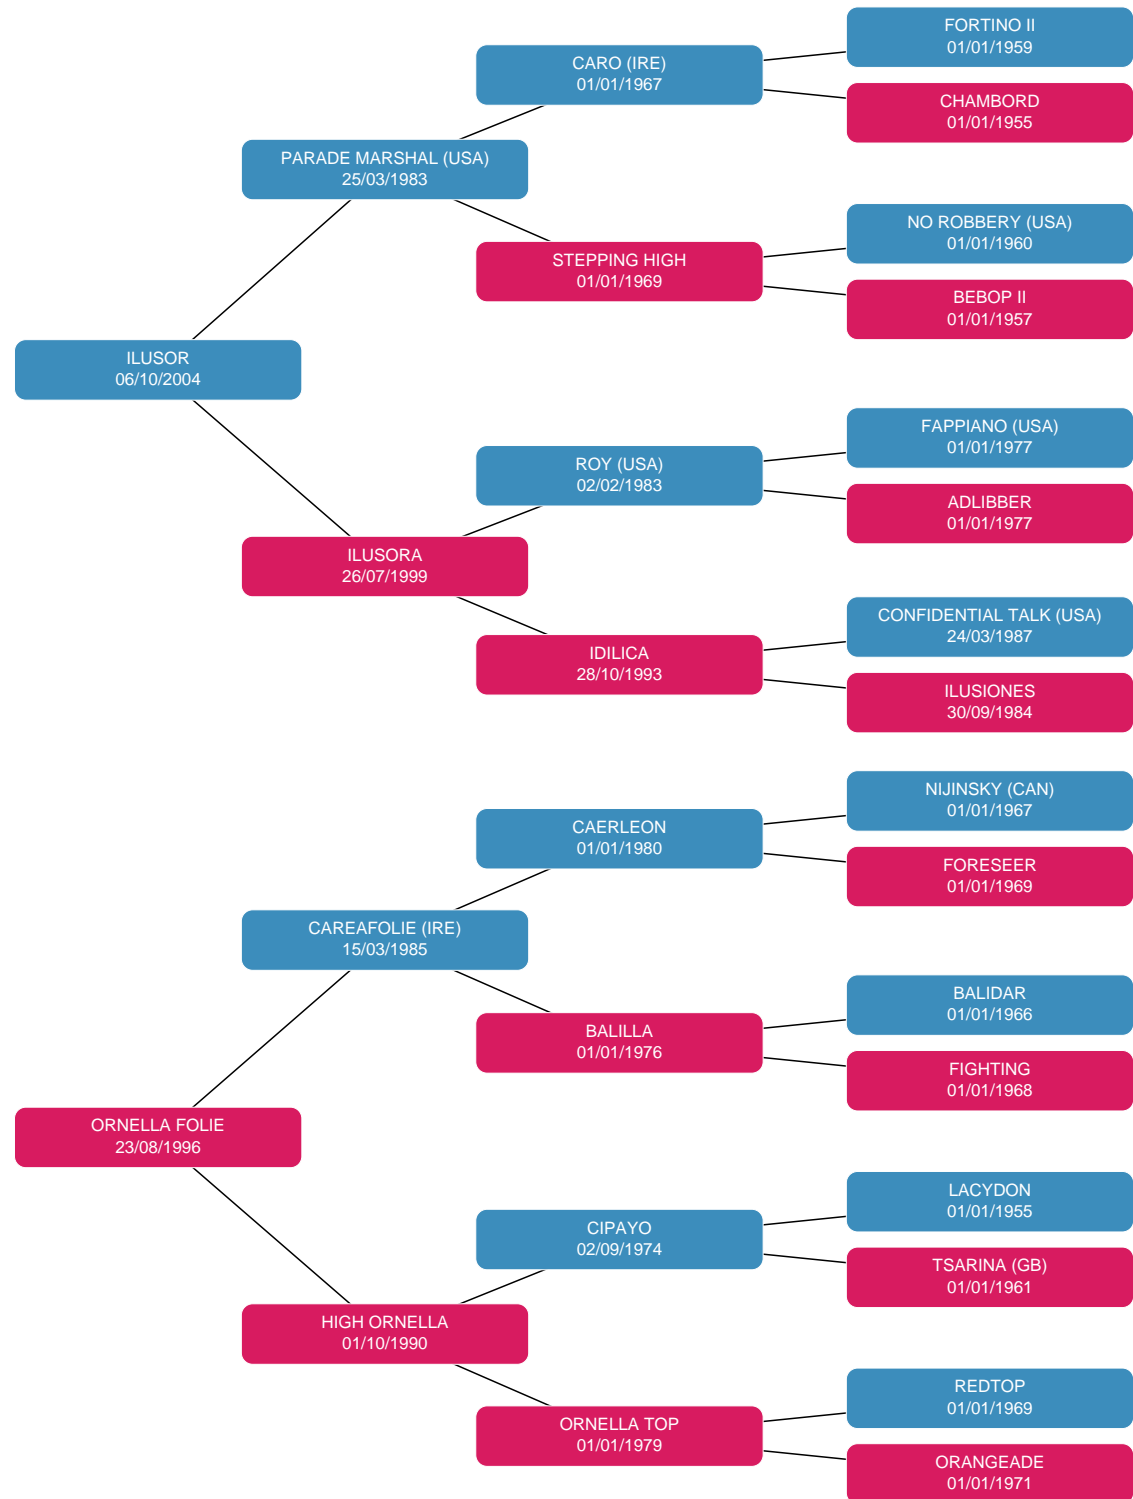 FORTINO II
01/01/1959
CARO (IRE)
01/01/1967
CHAMBORD
01/01/1955
PARADE MARSHAL (USA)
25/03/1983
NO ROBBERY (USA)
01/01/1960
STEPPING HIGH
01/01/1969
BEBOP II
01/01/1957
ILUSOR
06/10/2004
FAPPIANO (USA)
01/01/1977
ROY (USA)
02/02/1983
ADLIBBER
01/01/1977
ILUSORA
26/07/1999
CONFIDENTIAL TALK (USA)
24/03/1987
IDILICA
28/10/1993
ILUSIONES
30/09/1984
NIJINSKY (CAN)
01/01/1967
CAERLEON
01/01/1980
FORESEER
01/01/1969
CAREAFOLIE (IRE)
15/03/1985
BALIDAR
01/01/1966
BALILLA
01/01/1976
FIGHTING
01/01/1968
ORNELLA FOLIE
23/08/1996
LACYDON
01/01/1955
CIPAYO
02/09/1974
TSARINA (GB)
01/01/1961
HIGH ORNELLA
01/10/1990
REDTOP
01/01/1969
ORNELLA TOP
01/01/1979
ORANGEADE
01/01/1971